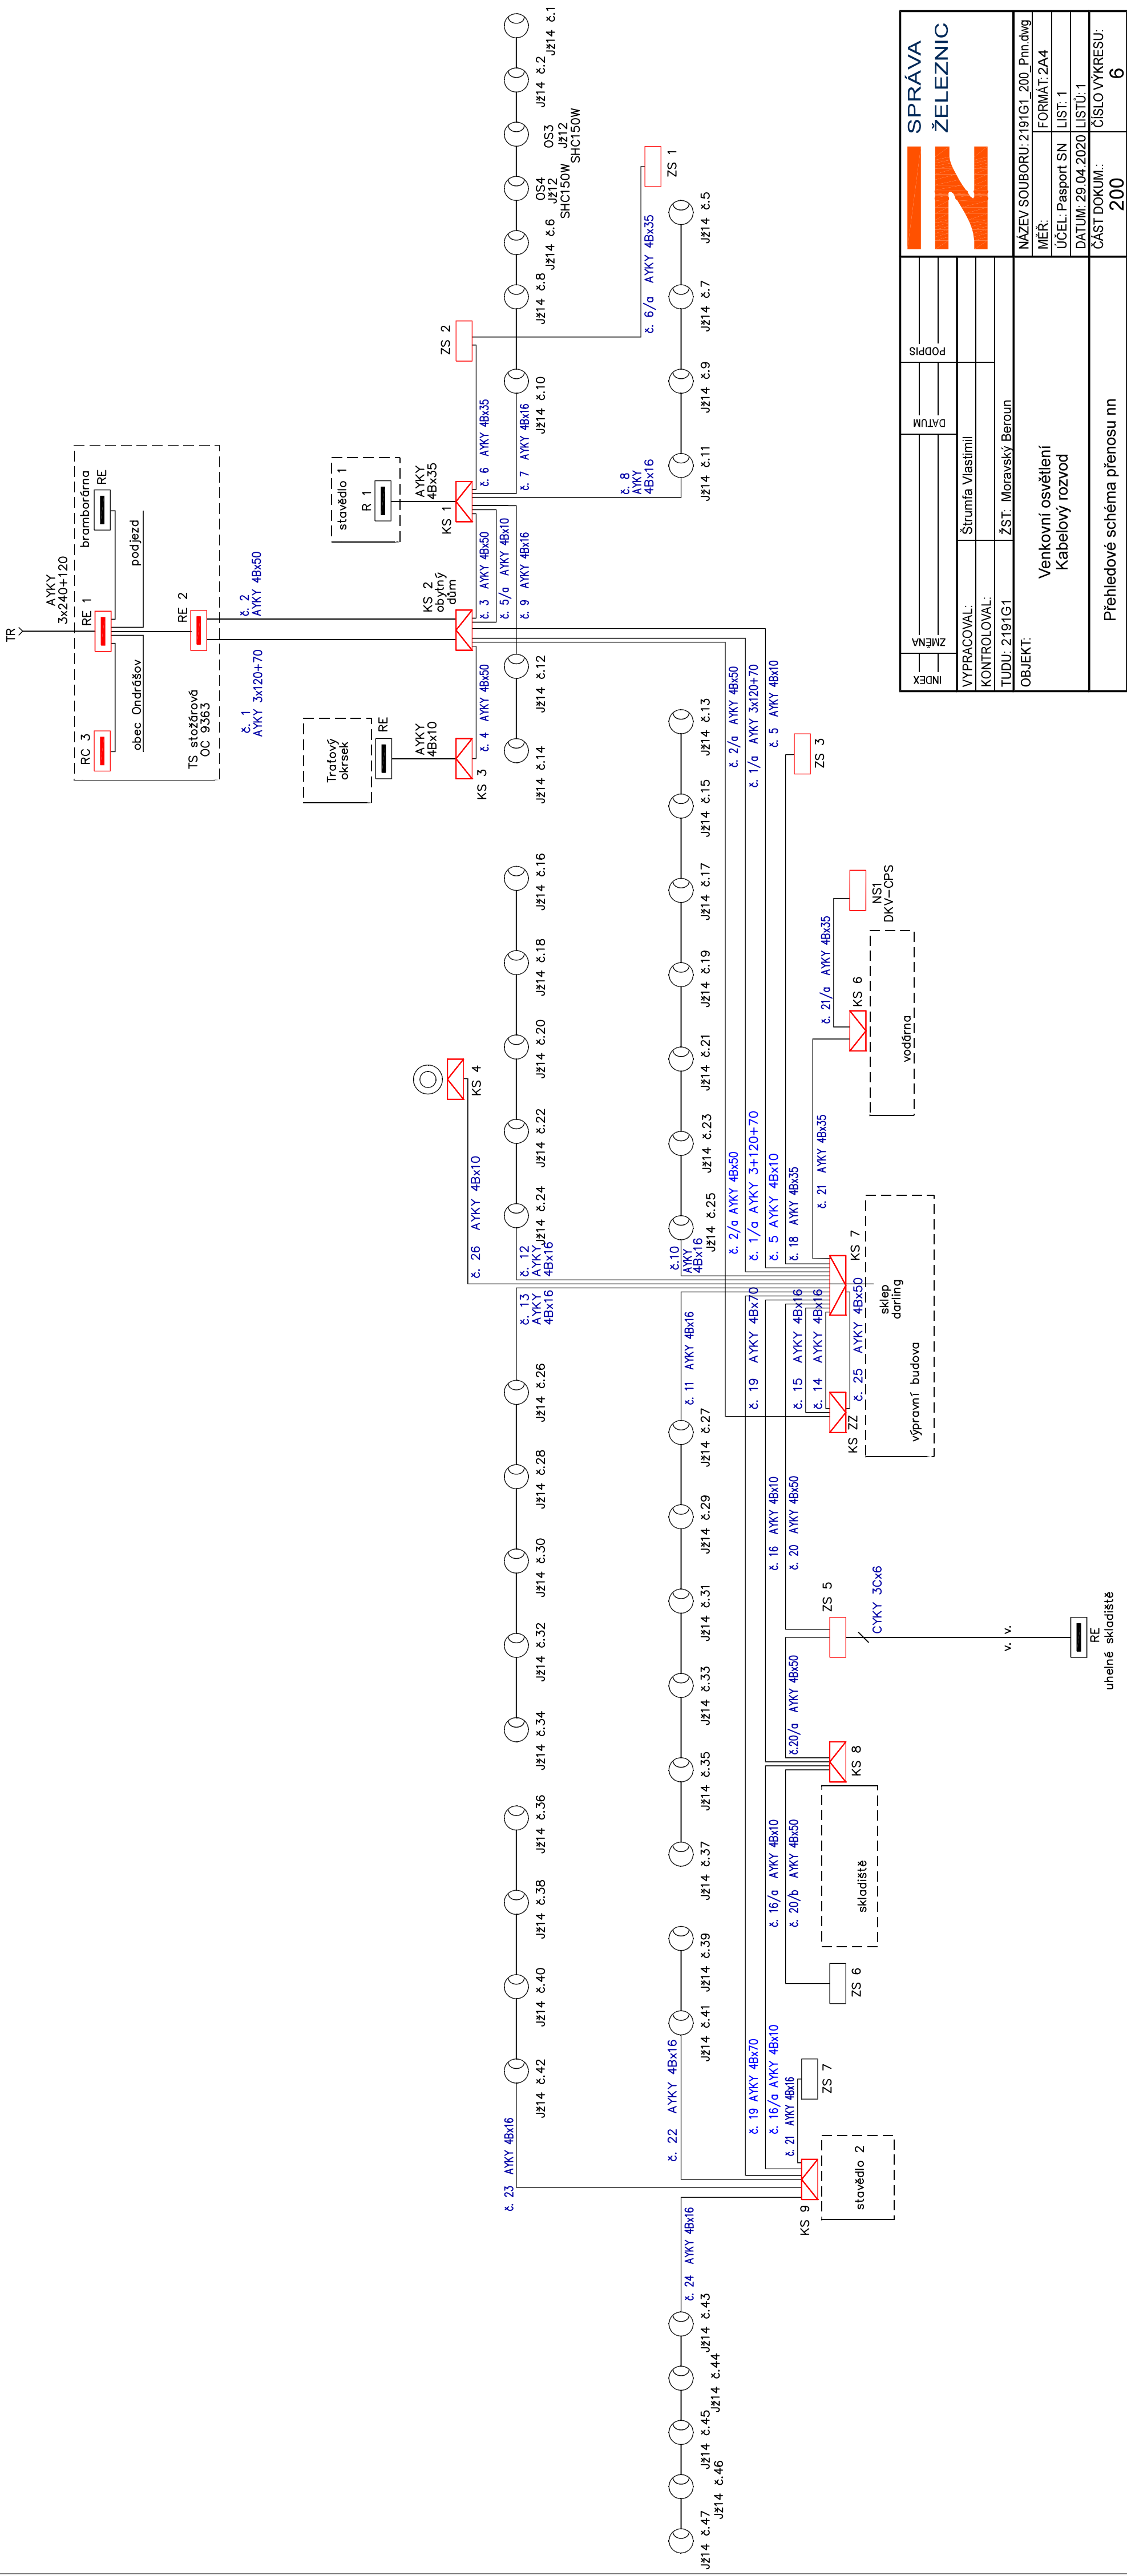 TR
AYKY
3x240+120
RC 3
RE 1
bramborárna
RE
obec Ondrášov
podjezd
TS stožárová
OC 9363
RE 2
č. 1
AYKY 3x120+70
č. 2
AYKY 4Bx50
Traťový
okrsek
RE
AYKY
4Bx10
KS 3
č. 4 AYKY 4Bx50
KS 2
obytný
dům
stavědlo 1
R 1
AYKY
4Bx35
KS 1
č. 3 AYKY 4Bx50
č. 5/a AYKY 4Bx10
č. 9 AYKY 4Bx16
č. 6 AYKY 4Bx35
č. 7 AYKY 4Bx16
č. 8
AYKY
4Bx16
ZS 2
č. 6/a AYKY 4Bx35
ZS 1
Jž14 č.1
Jž14 č.2
OS3
Jž12
SHC150W
OS4
Jž12
SHC150W
Jž14 č.6
Jž14 č.8
Jž14 č.10
Jž14 č.12
Jž14 č.14
Jž14 č.16
Jž14 č.18
Jž14 č.20
Jž14 č.22
Jž14 č.24
č. 12
AYKY
4Bx16
č. 13
AYKY
4Bx16
KS 4
č. 26 AYKY 4Bx10
Jž14 č.26
Jž14 č.28
Jž14 č.30
Jž14 č.32
Jž14 č.34
Jž14 č.36
Jž14 č.38
Jž14 č.40
Jž14 č.42
č. 23 AYKY 4Bx16
Jž14 č.5
Jž14 č.7
Jž14 č.9
Jž14 č.11
Jž14 č.13
Jž14 č.15
Jž14 č.17
Jž14 č.19
Jž14 č.21
Jž14 č.23
Jž14 č.25
č.10
AYKY
4Bx16
č. 11 AYKY 4Bx16
Jž14 č.27
Jž14 č.29
Jž14 č.31
Jž14 č.33
Jž14 č.35
Jž14 č.37
Jž14 č.39
Jž14 č.41
č. 22 AYKY 4Bx16
č. 24 AYKY 4Bx16
Jž14 č.43
Jž14 č.44
Jž14 č.45
Jž14 č.46
Jž14 č.47
č. 2/a AYKY 4Bx50
č. 1/a AYKY 3x120+70
č. 5 AYKY 4Bx10
ZS 3
č. 2/a AYKY 4Bx50
č. 1/a AYKY 3+120+70
č. 5 AYKY 4Bx10
č. 18 AYKY 4Bx35
č. 21 AYKY 4Bx35
č. 21/a AYKY 4Bx35
KS 6
NS1
DKV-CPS
vodárna
KS 7
sklep
darling
výpravní budova
č. 19 AYKY 4Bx70
č. 15 AYKY 4Bx16
č. 14 AYKY 4Bx16
č. 25 AYKY 4Bx50
KS ZZ
č. 16 AYKY 4Bx10
č. 20 AYKY 4Bx50
ZS 5
CYKY 3Cx6
v. v.
RE
uhelné skladiště
č.20/a AYKY 4Bx50
KS 8
skladiště
č. 16/a AYKY 4Bx10
č. 20/b AYKY 4Bx50
ZS 6
č. 19 AYKY 4Bx70
č. 16/a AYKY 4Bx10
č. 21 AYKY 4Bx16
ZS 7
KS 9
stavědlo 2
INDEX
ZMĚNA
DATUM
PODPIS
SPRÁVA
ŽELEZNIC
VYPRACOVAL: Štrumfa Vlastimil
KONTROLOVAL:
TUDU: 2191G1
ŽST: Moravský Beroun
NÁZEV SOUBORU: 2191G1_200_Pnn.dwg
MĚŘ:
FORMÁT: 2A4
ÚČEL: Pasport SN
LIST: 1
DATUM: 29.04.2020
LISTŮ: 1
OBJEKT:
Venkovní osvětlení
Kabelový rozvod
ČÁST DOKUM.:
200
ČÍSLO VÝKRESU:
6
Přehledové schéma přenosu nn